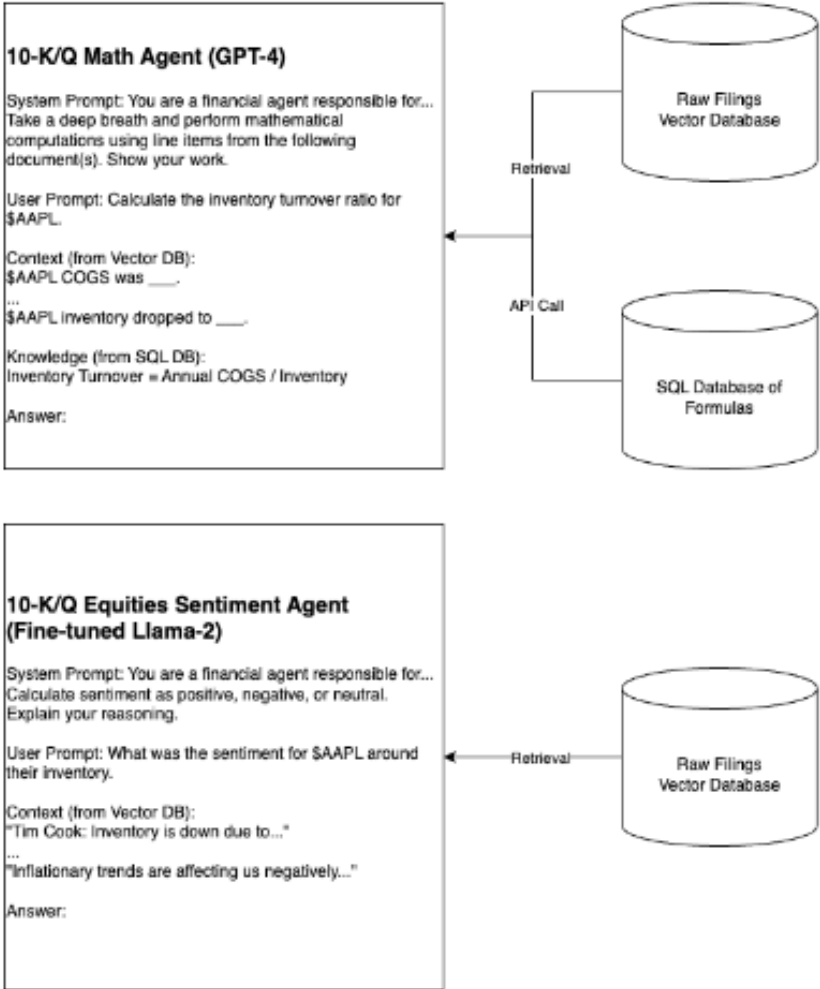 10-K/Q Math Agent (GPT-4)
System Prompt: You are a financial agent responsible for...
Take a deep breath and perform mathematical
computations using line items from the following
document(s). Show your work.
User Prompt: Calculate the inventory turnover ratio for
$AAPL.
Context (from Vector DB):
$AAPL COGS was ___.
...
$AAPL inventory dropped to ___.
Knowledge (from SQL DB):
Inventory Turnover = Annual COGS / Inventory
Answer:
Retrieval
API Call
Raw Filings
Vector Database
SQL Database of
Formulas
10-K/Q Equities Sentiment Agent
(Fine-tuned Llama-2)
System Prompt: You are a financial agent responsible for...
Calculate sentiment as positive, negative, or neutral.
Explain your reasoning.
User Prompt: What was the sentiment for $AAPL around
their inventory.
Context (from Vector DB):
"Tim Cook: Inventory is down due to..."
...
"Inflationary trends are affecting us negatively..."
Answer:
Retrieval
Raw Filings
Vector Database